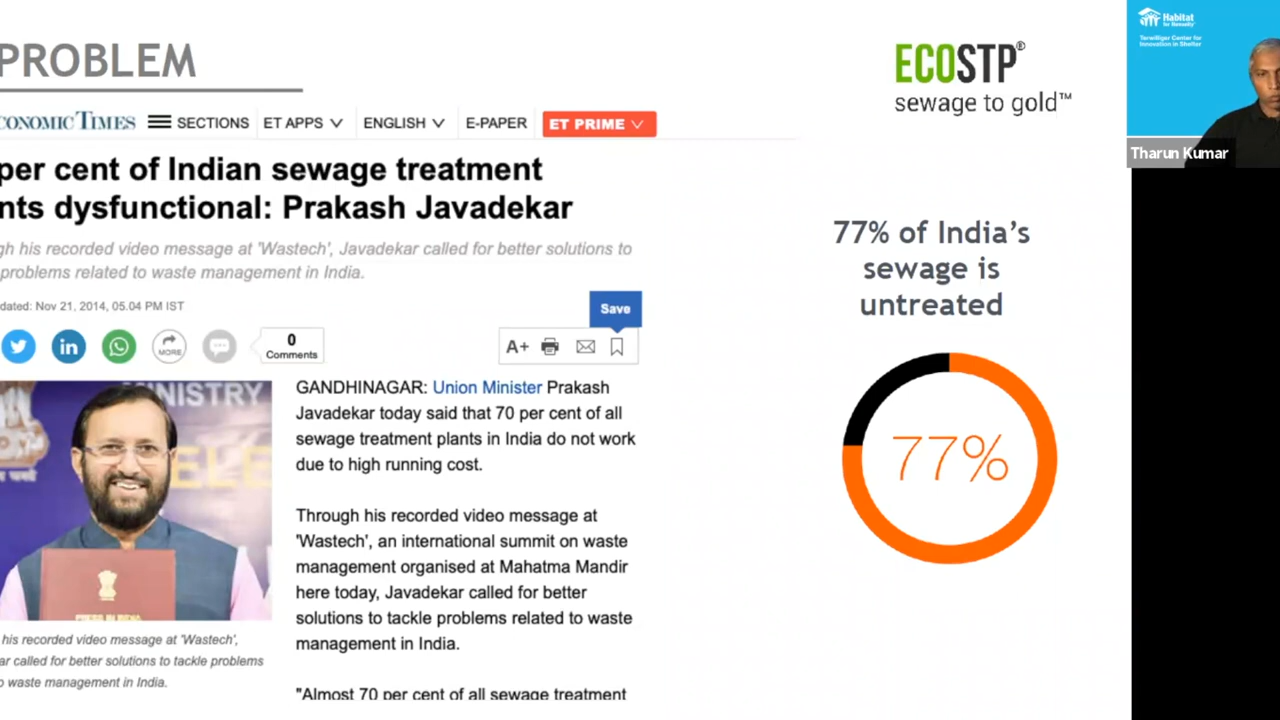 PROBLEM
ECOSTP®
sewage to gold™
Habitat
for Humanity®
Terwilliger Center for
Innovation in Shelter
Tharun Kumar
CONOMIC TIMES
SECTIONS
ET APPS
ENGLISH
E-PAPER
ET PRIME
per cent of Indian sewage treatment
nts dysfunctional: Prakash Javadekar
gh his recorded video message at 'Wastech', Javadekar called for better solutions to
problems related to waste management in India.
dated: Nov 21, 2014, 05.04 PM IST
Save
MORE
0
Comments
A+
MINISTRY
GANDHINAGAR: Union Minister Prakash
Javadekar today said that 70 per cent of all
sewage treatment plants in India do not work
due to high running cost.
Through his recorded video message at
'Wastech', an international summit on waste
management organised at Mahatma Mandir
here today, Javadekar called for better
solutions to tackle problems related to waste
management in India.
"Almost 70 per cent of all sewage treatment
his recorded video message at 'Wastech',
ar called for better solutions to tackle problems
o waste management in India.
77% of India's
sewage is
untreated
77%